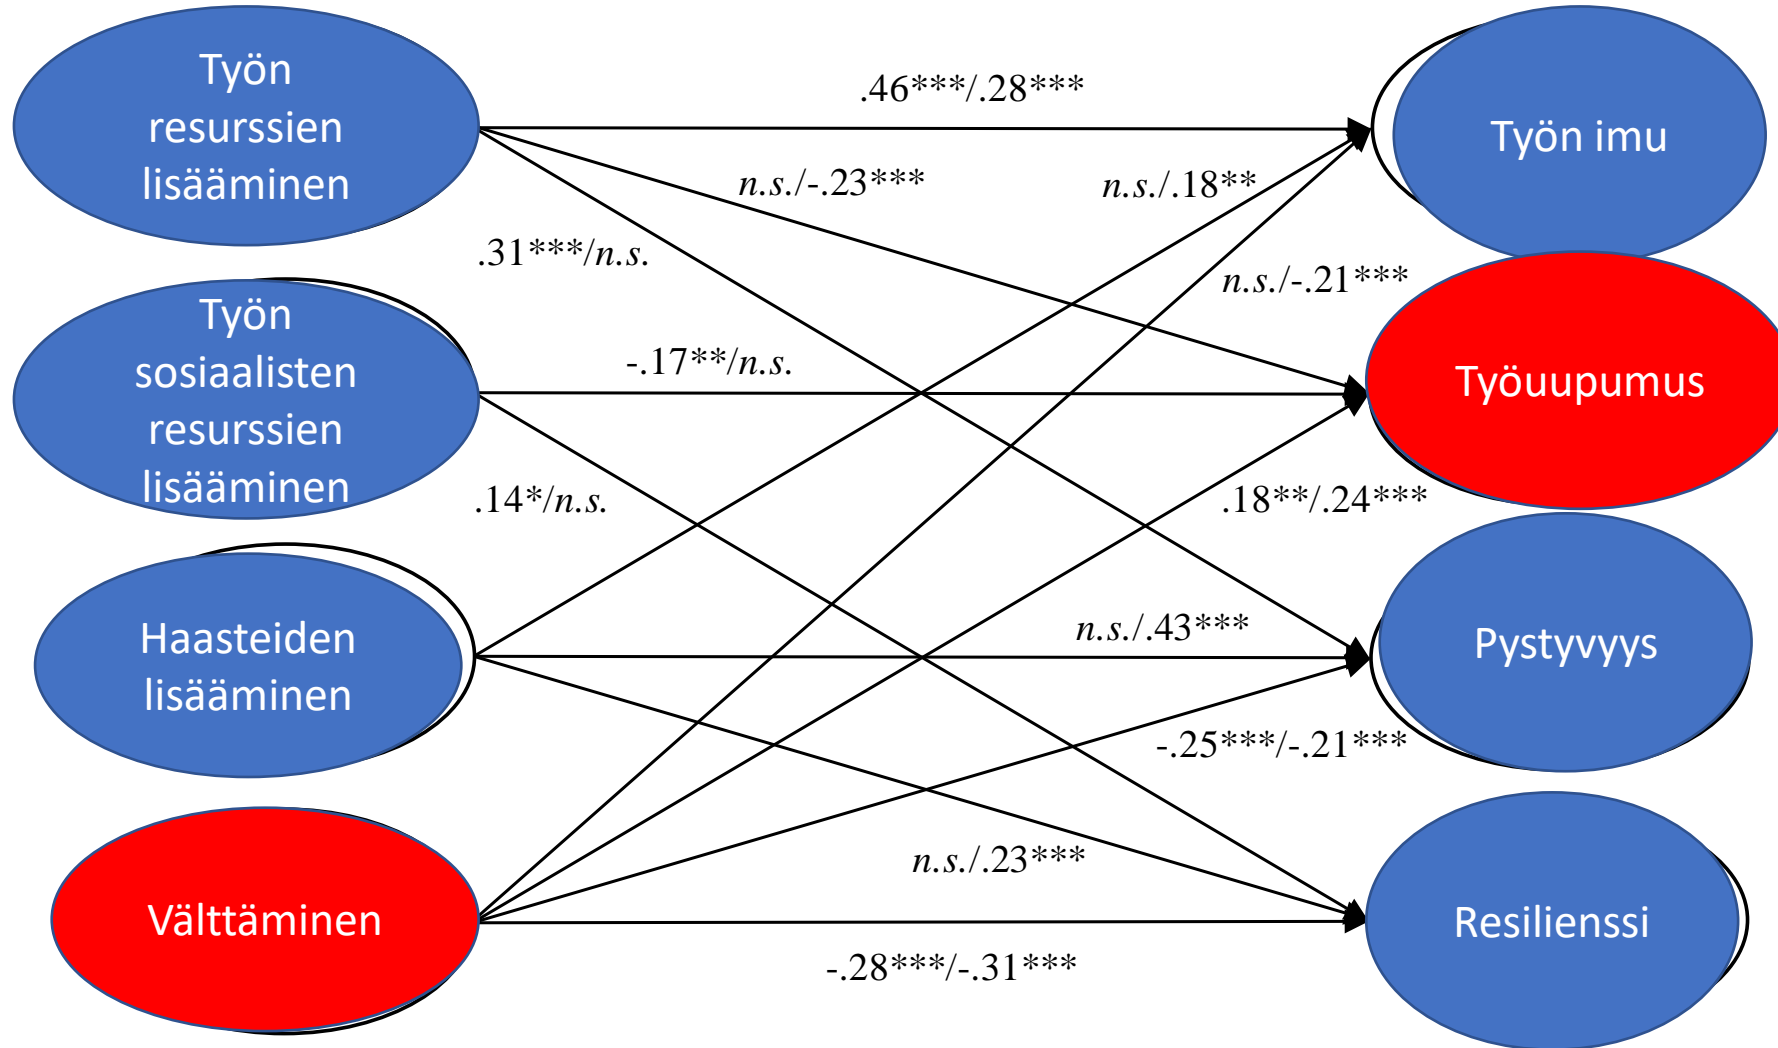 Työn
resurssien
lisääminen
.46***/.28***
Työn imu
n.s./-.23***
n.s./.18**
.31***/n.s.
n.s./-.21***
Työn
sosiaalisten
resurssien
lisääminen
-.17**/n.s.
Työuupumus
.14*/n.s.
.18**/.24***
Haasteiden
lisääminen
n.s./.43***
Pystyvyys
-.25***/-.21***
n.s./.23***
Välttäminen
Resilienssi
-.28***/-.31***